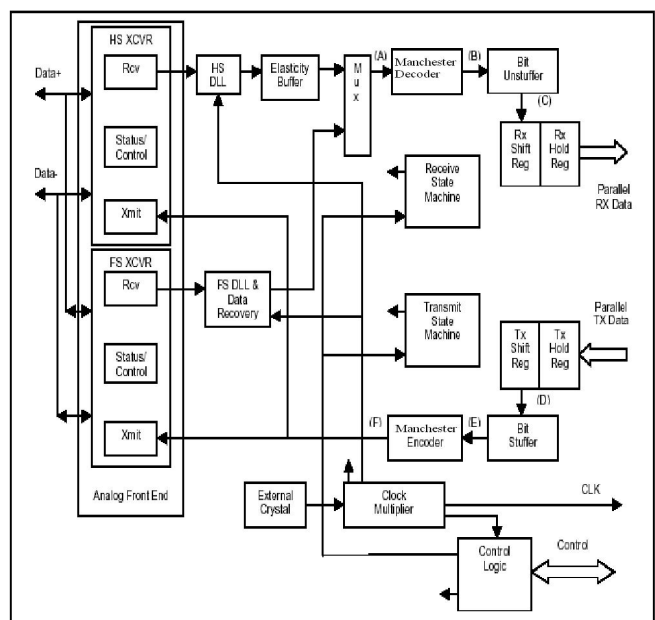 HS XCVR
Rcv
Status/
Control
Xmit
Data+
Data-
FS XCVR
Rcv
Status/
Control
Xmit
Analog Front End
HS
DLL
Elasticity
Buffer
M
u
x
(A)
Manchester
Decoder
(B)
Bit
Unstuffer
(C)
Rx
Shift
Reg
Rx
Hold
Reg
Parallel
RX Data
Receive
State
Machine
FS DLL &
Data
Recovery
Transmit
State
Machine
Parallel
TX Data
Tx
Shift
Reg
Tx
Hold
Reg
(D)
Bit
Stuffer
(E)
Manchester
Encoder
(F)
External
Crystal
Clock
Multiplier
CLK
Control
Logic
Control